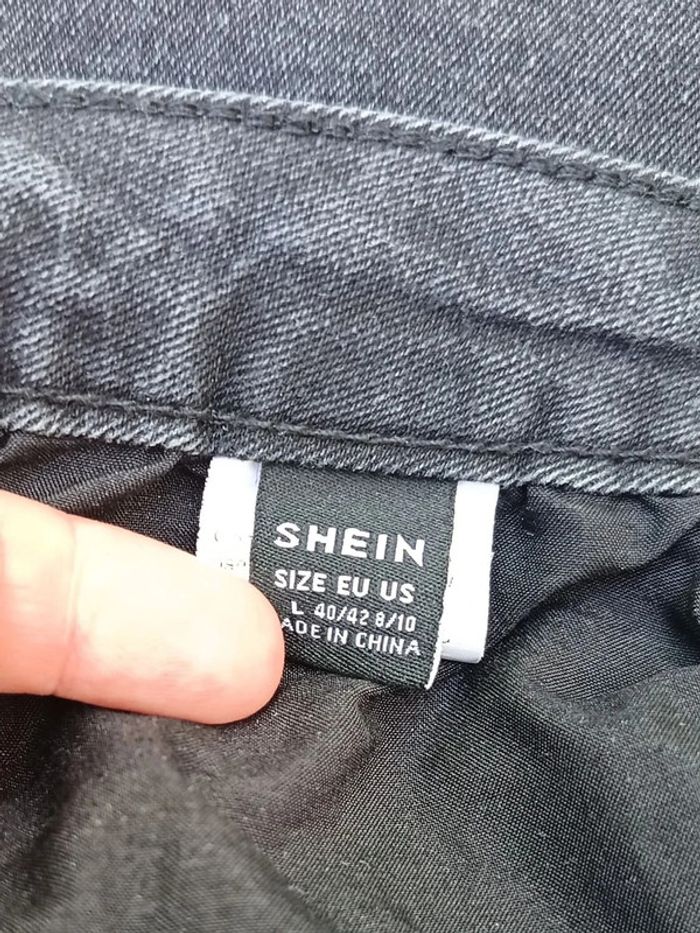 SHEIN
SIZE EU US
L 40/42 8/10
ADE IN CHINA